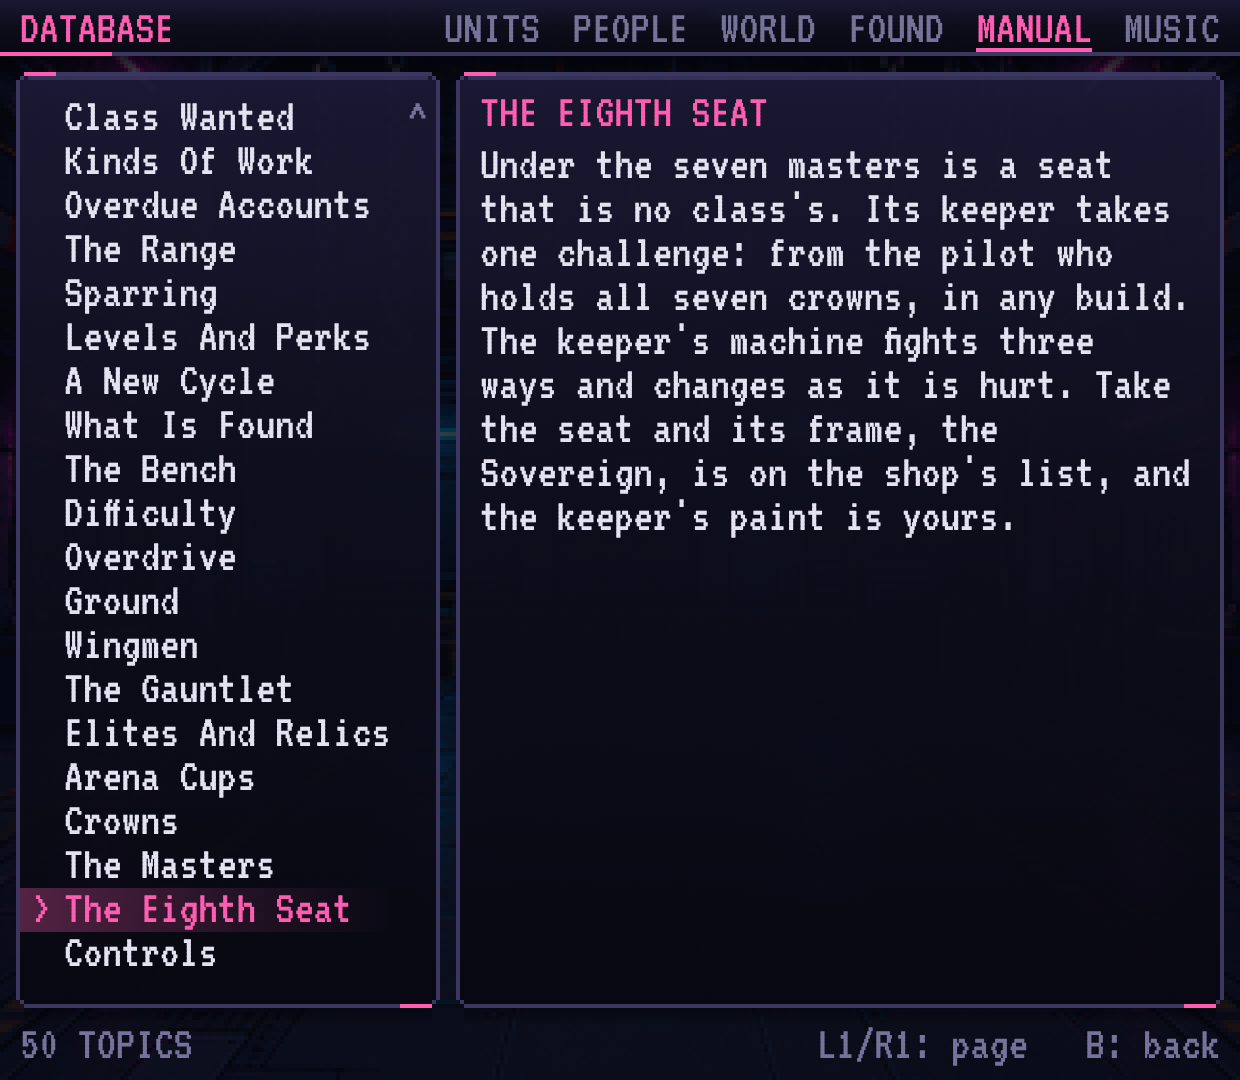 DATABASE UNITS PEOPLE WORLD FOUND MANUAL MUSIC
Class Wanted ^
Kinds Of Work
Overdue Accounts
The Range
Sparring
Levels And Perks
A New Cycle
What Is Found
The Bench
Difficulty
Overdrive
Ground
Wingmen
The Gauntlet
Elites And Relics
Arena Cups
Crowns
The Masters
> The Eighth Seat
Controls
THE EIGHTH SEAT
Under the seven masters is a seat
that is no class's. Its keeper takes
one challenge: from the pilot who
holds all seven crowns, in any build.
The keeper's machine fights three
ways and changes as it is hurt. Take
the seat and its frame, the
Sovereign, is on the shop's list, and
the keeper's paint is yours.
50 TOPICS L1/R1: page B: back